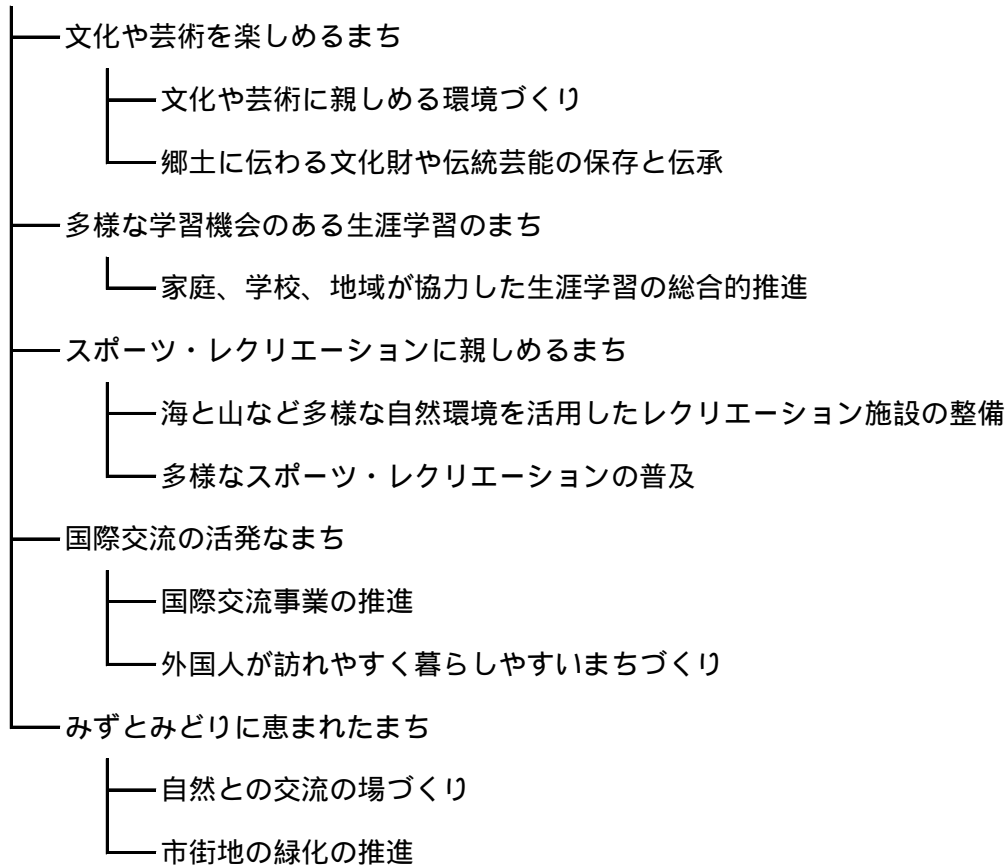 文化や芸術を楽しめるまち
文化や芸術に親しめる環境づくり
郷土に伝わる文化財や伝統芸能の保存と伝承
多様な学習機会のある生涯学習のまち
家庭、学校、地域が協力した生涯学習の総合的推進
スポーツ・レクリエーションに親しめるまち
海と山など多様な自然環境を活用したレクリエーション施設の整備
多様なスポーツ・レクリエーションの普及
国際交流の活発なまち
国際交流事業の推進
外国人が訪れやすく暮らしやすいまちづくり
みずとみどりに恵まれたまち
自然との交流の場づくり
市街地の緑化の推進